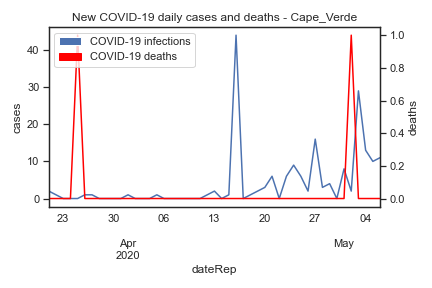 New COVID-19 daily cases and deaths - Cape_Verde
COVID-19 infections
COVID-19 deaths
cases
40
30
20
10
0
deaths
1.0
0.8
0.6
0.4
0.2
0.0
23 30 06 13 20 27 04
Apr May
2020
dateRep